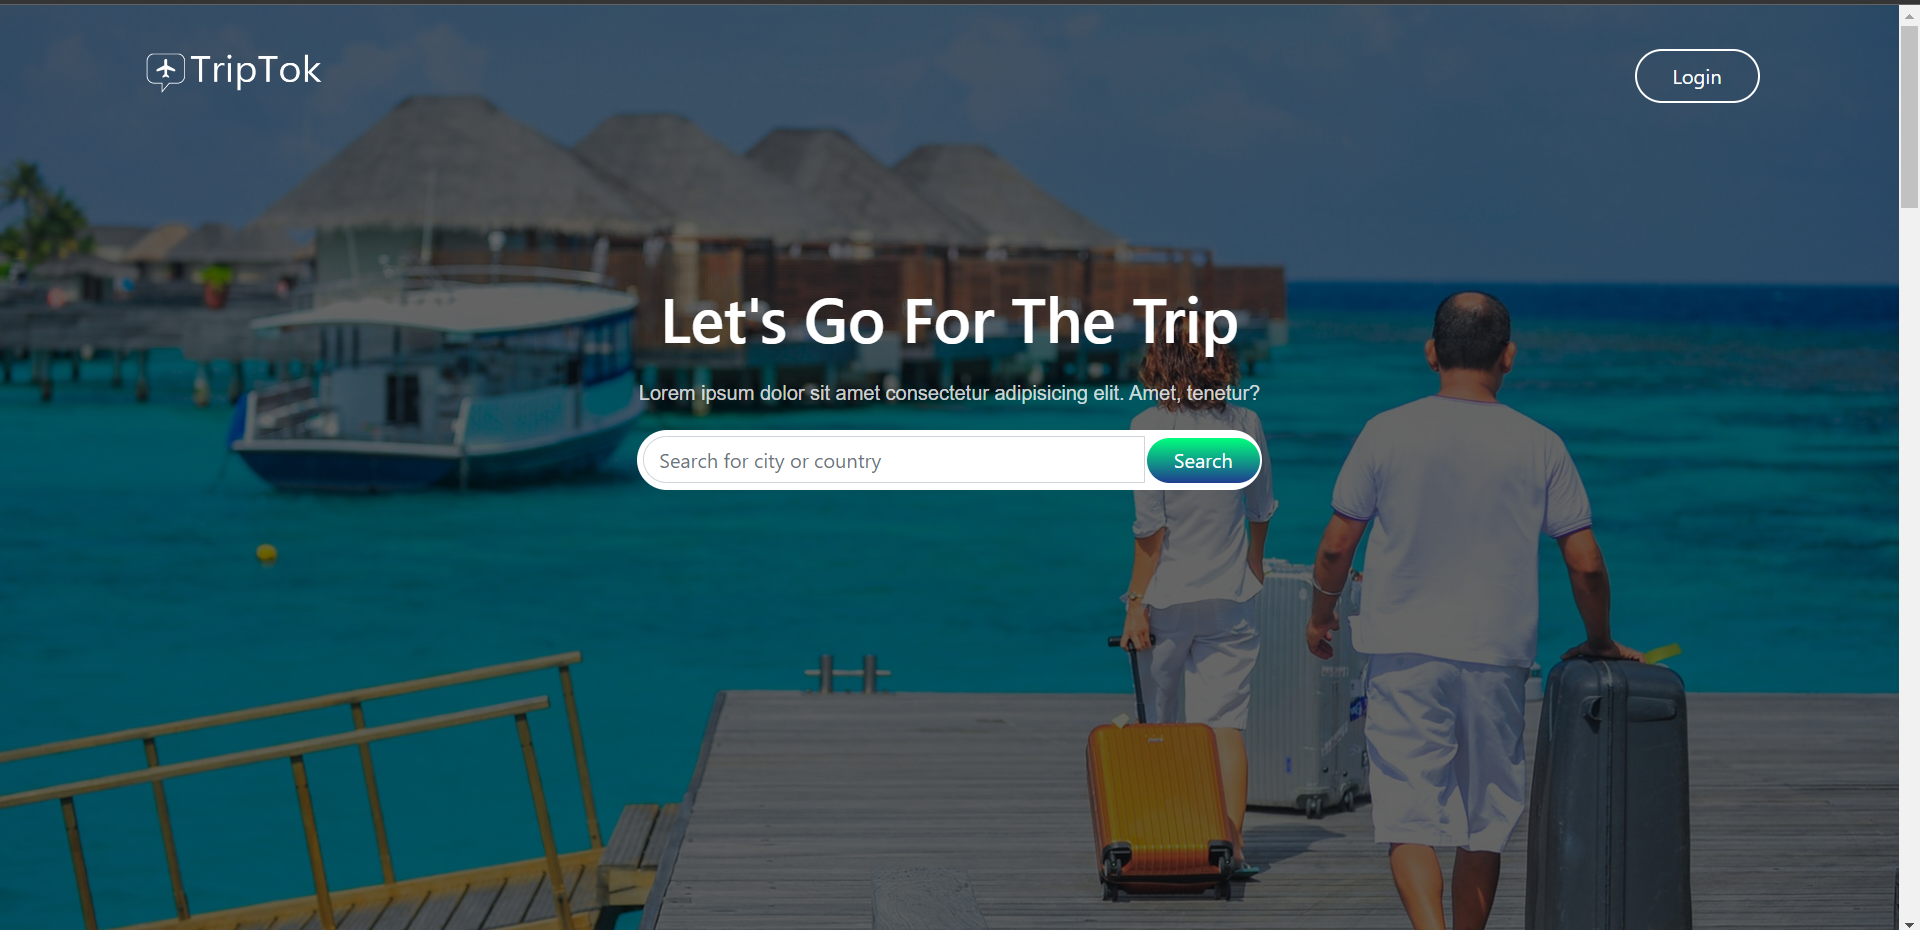 TripTok
Login
Let's Go For The Trip
Lorem ipsum dolor sit amet consectetur adipisicing elit. Amet, tenetur?
Search for city or country
Search